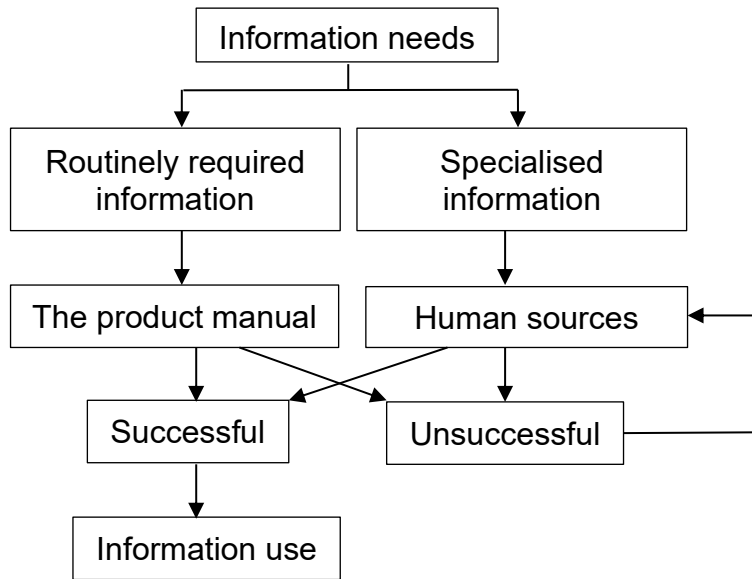 Information needs
Routinely required
information
Specialised
information
The product manual
Human sources
Successful
Unsuccessful
Information use